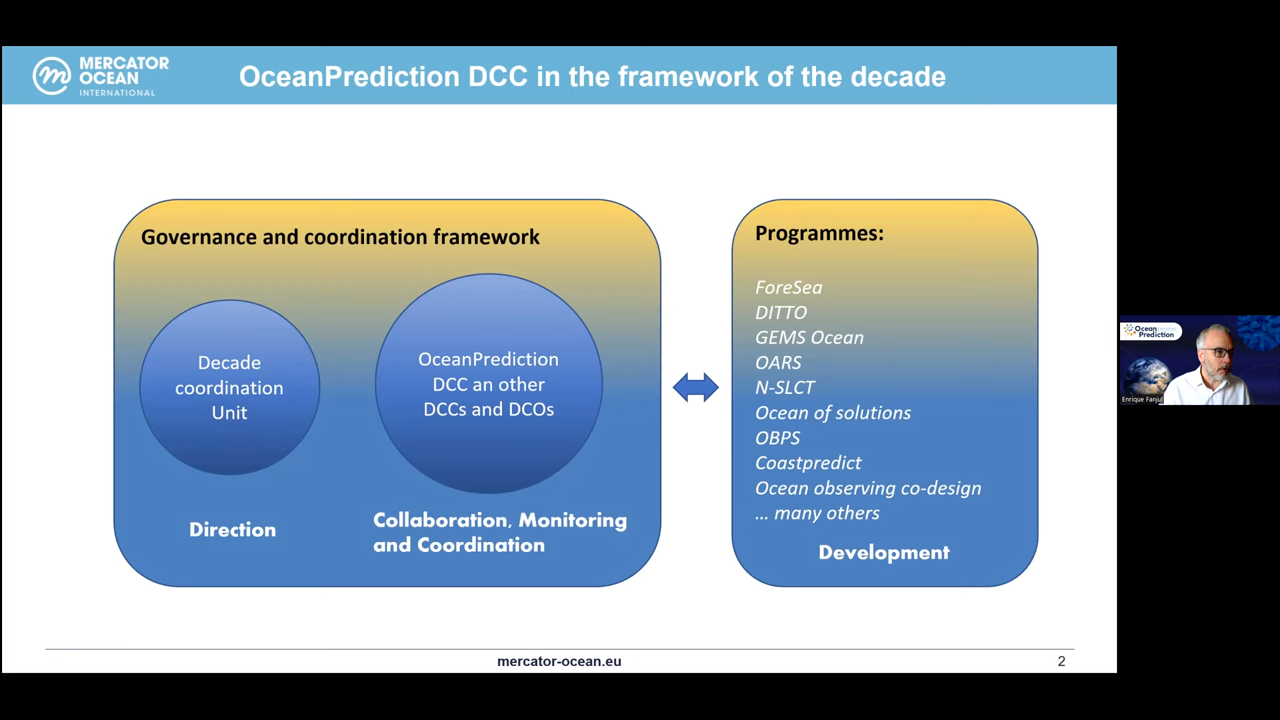 MERCATOR
OCEAN
INTERNATIONAL
OceanPrediction DCC in the framework of the decade
Governance and coordination framework
Decade
coordination
Unit
OceanPrediction
DCC an other
DCCs and DCOs
Direction
Collaboration, Monitoring
and Coordination
Programmes:
ForeSea
DITTO
GEMS Ocean
OARS
N-SLCT
Ocean of solutions
OBPS
Coastpredict
Ocean observing co-design
... many others
Development
mercator-ocean.eu
2
Ocean
Prediction
Enrique Fanjul